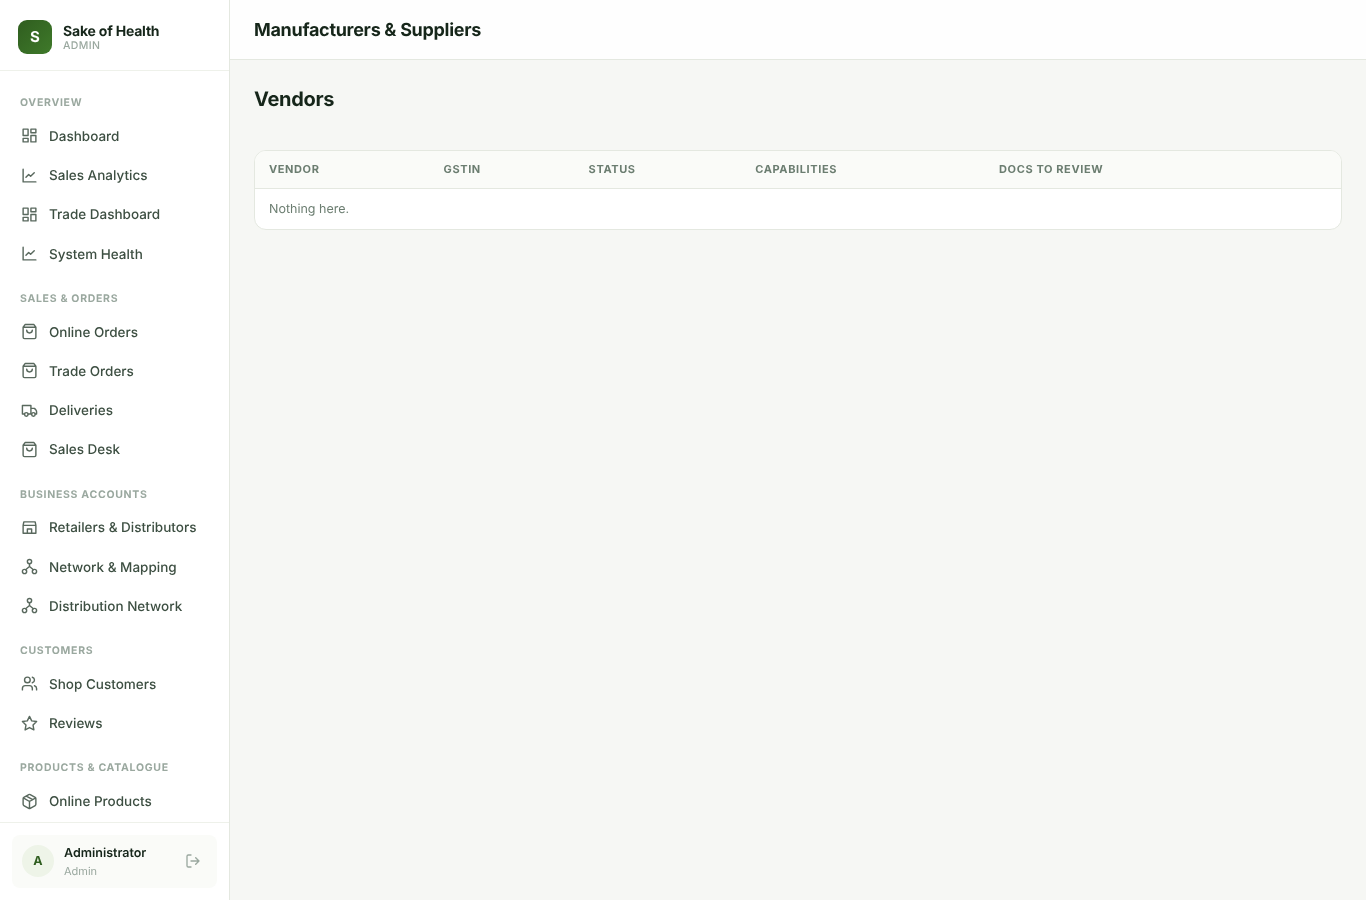 S
Sake of Health
ADMIN
OVERVIEW
Dashboard
Sales Analytics
Trade Dashboard
System Health
SALES & ORDERS
Online Orders
Trade Orders
Deliveries
Sales Desk
BUSINESS ACCOUNTS
Retailers & Distributors
Network & Mapping
Distribution Network
CUSTOMERS
Shop Customers
Reviews
PRODUCTS & CATALOGUE
Online Products
A
Administrator
Admin
Manufacturers & Suppliers
Vendors
VENDOR GSTIN STATUS CAPABILITIES DOCS TO REVIEW
Nothing here.